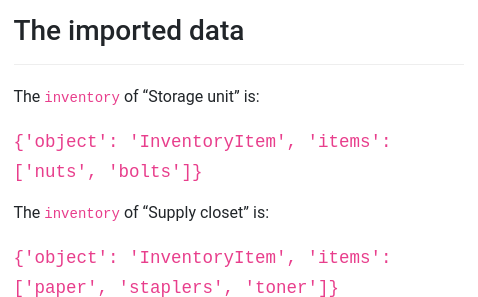 The imported data
The inventory of “Storage unit” is:
{'object': 'InventoryItem', 'items':
['nuts', 'bolts']}
The inventory of “Supply closet” is:
{'object': 'InventoryItem', 'items':
['paper', 'staplers', 'toner']}